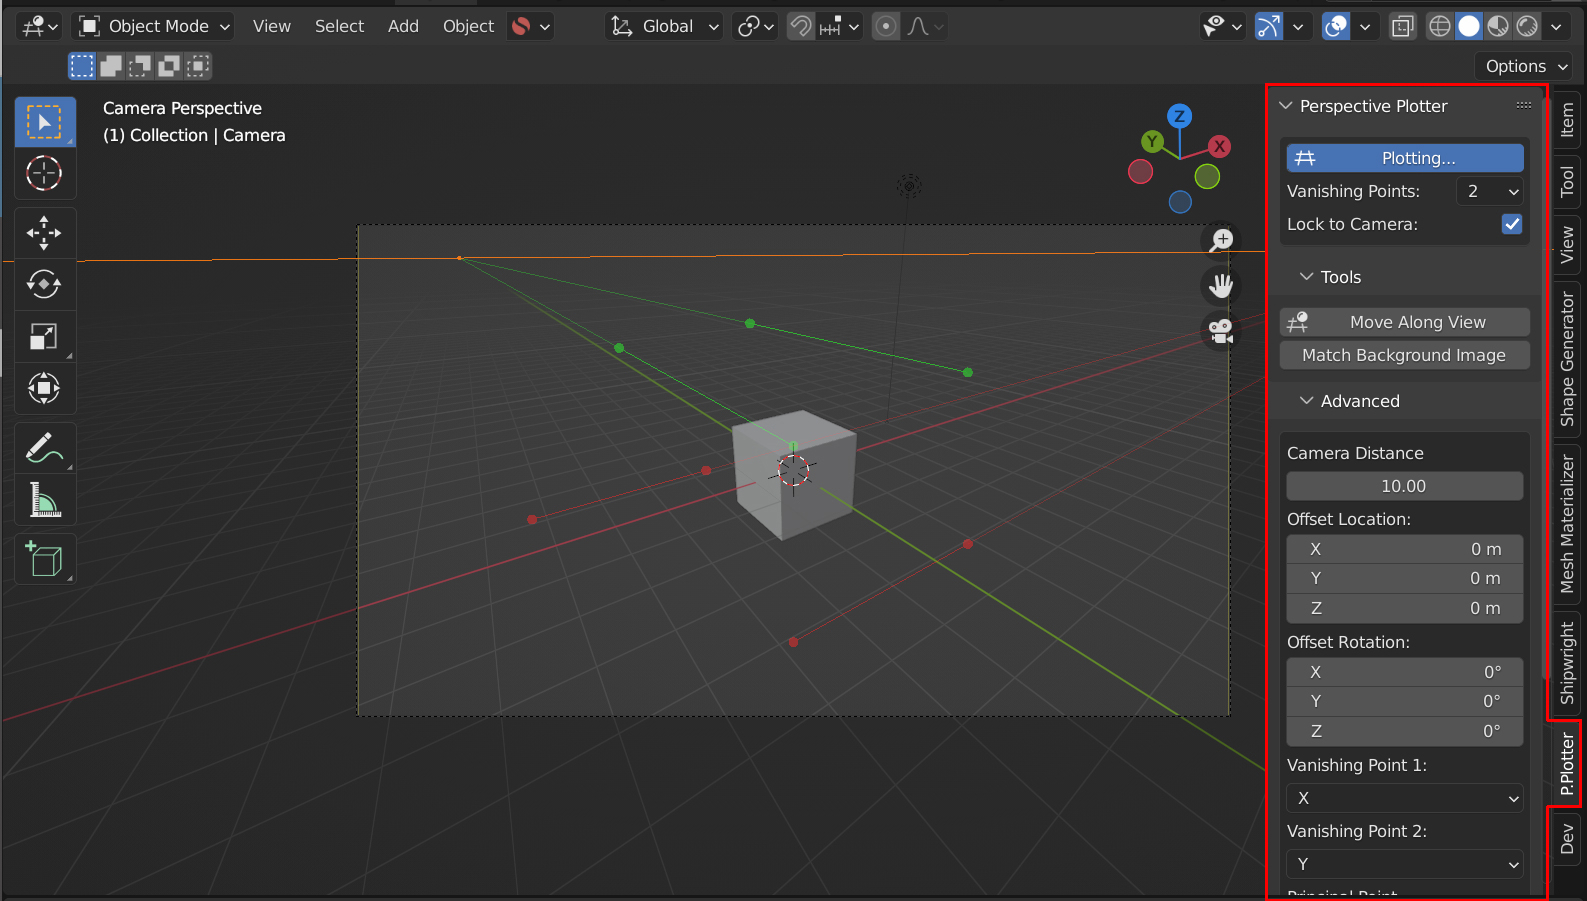 Object Mode View Select Add Object Global
Options
Camera Perspective
(1) Collection | Camera
Z
Y
X
Perspective Plotter
Plotting...
Vanishing Points: 2
Lock to Camera:
Tools
Move Along View
Match Background Image
Advanced
Camera Distance
10.00
Offset Location:
X 0 m
Y 0 m
Z 0 m
Offset Rotation:
X 0°
Y 0°
Z 0°
Vanishing Point 1:
X
Vanishing Point 2:
Y
Principal Point
Item
Tool
View
Shape Generator
Mesh Materializer
Shipwright
P.Plotter
Dev